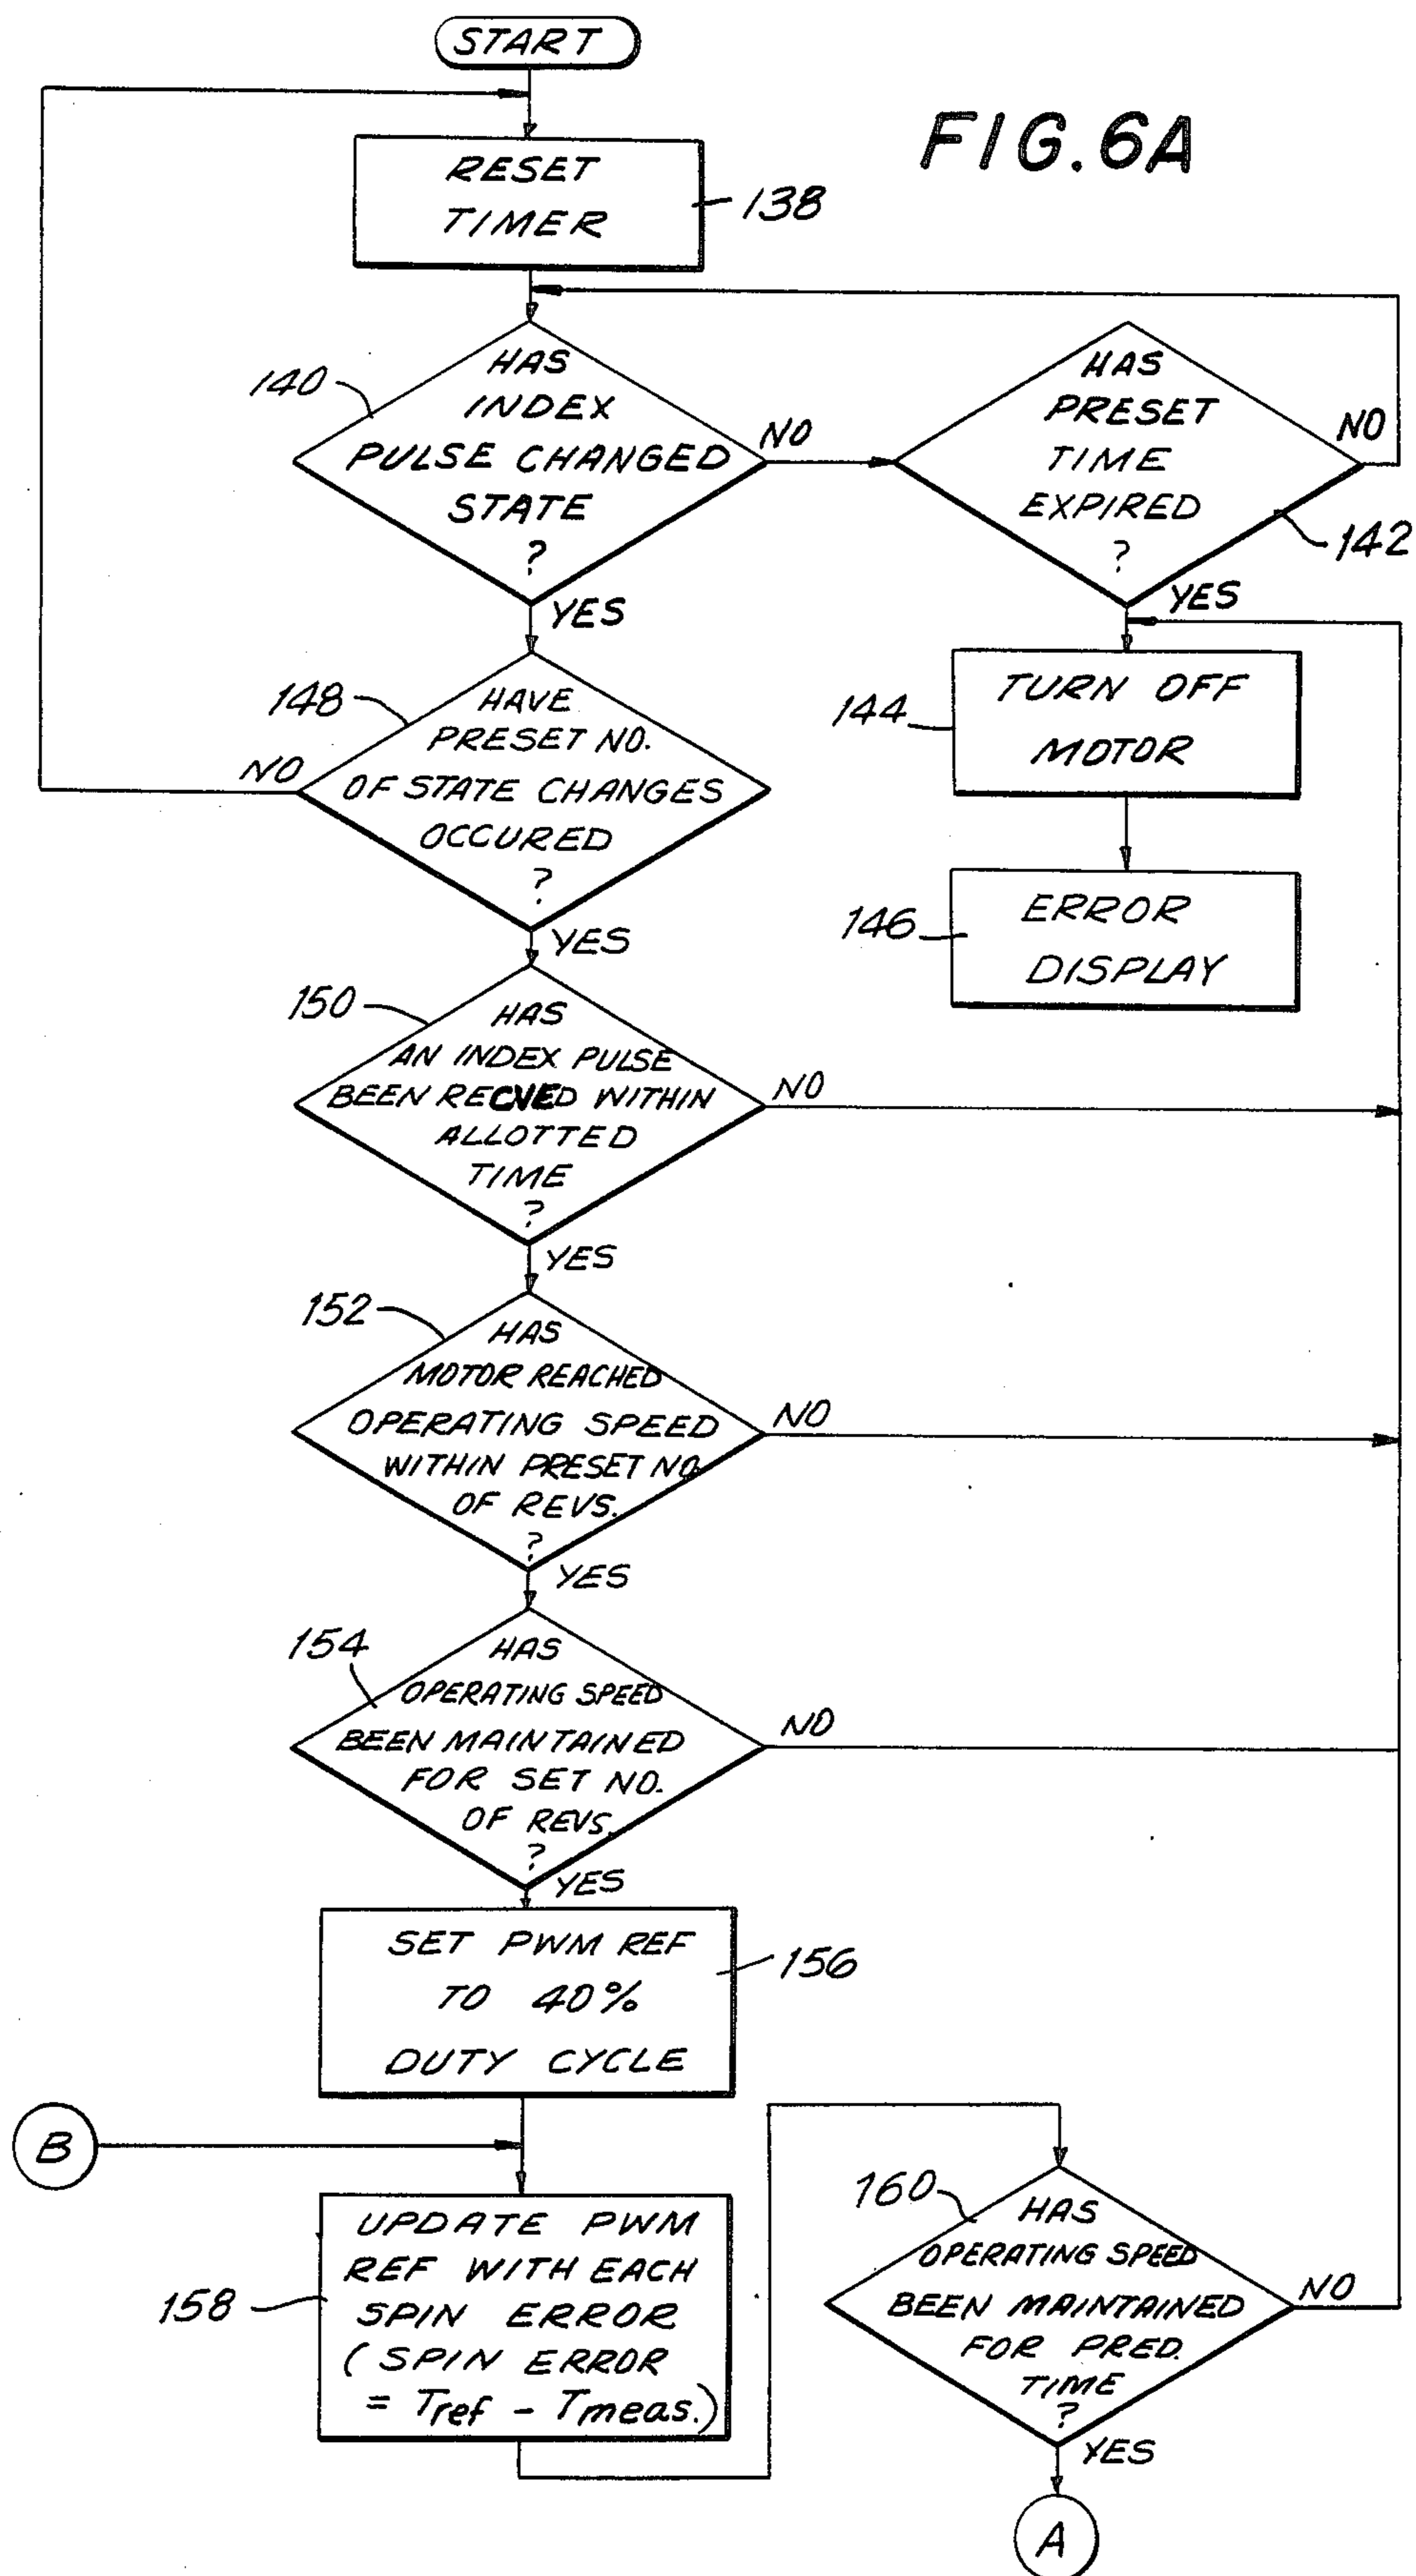 START
FIG. 6A
RESET
TIMER
138
140
HAS
INDEX
PULSE CHANGED
STATE
?
NO
YES
HAS
PRESET
TIME
EXPIRED
?
NO
142
YES
148
HAVE
PRESET NO.
OF STATE CHANGES
OCCURED
?
NO
YES
144
TURN OFF
MOTOR
146
ERROR
DISPLAY
150
HAS
AN INDEX PULSE
BEEN RECVED WITHIN
ALLOTTED
TIME
?
NO
YES
152
HAS
MOTOR REACHED
OPERATING SPEED
WITHIN PRESET NO.
OF REVS.
?
NO
YES
154
HAS
OPERATING SPEED
BEEN MAINTAINED
FOR SET NO.
OF REVS.
?
NO
YES
SET PWM REF
TO 40%
DUTY CYCLE
156
B
UPDATE PWM
REF WITH EACH
SPIN ERROR
(SPIN ERROR
= Tref - Tmeas.)
158
160
HAS
OPERATING SPEED
BEEN MAINTAINED
FOR PRED.
TIME
?
NO
YES
A